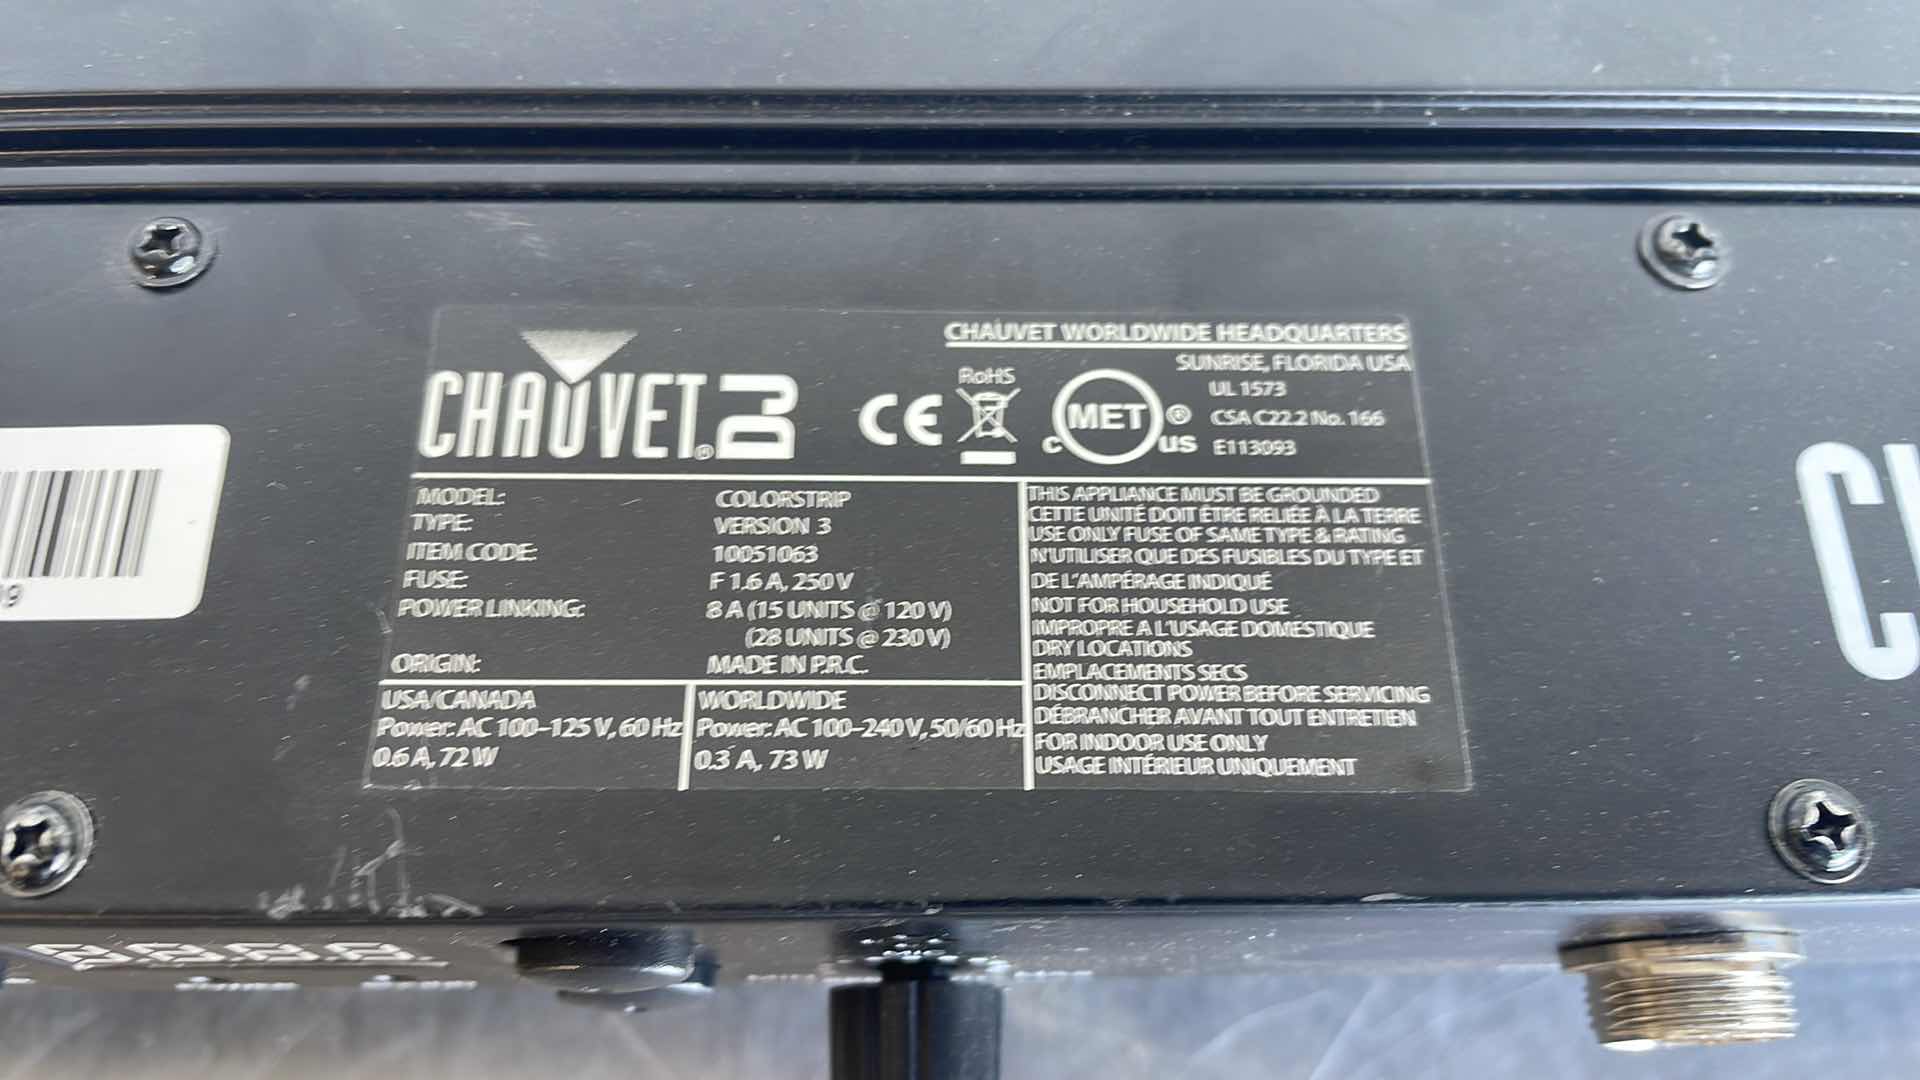 CHAUVET® DJ
CE
RoHS
C MET® US
CHAUVET WORLDWIDE HEADQUARTERS
SUNRISE, FLORIDA USA
UL 1573
CSA C22.2 No. 166
E113093
MODEL: COLORSTRIP
TYPE: VERSION 3
ITEM CODE: 10051063
FUSE: F 1.6 A, 250 V
POWER LINKING: 8 A (15 UNITS @ 120 V)
(28 UNITS @ 230 V)
ORIGIN: MADE IN P.R.C.
USA/CANADA
Power: AC 100–125 V, 60 Hz
0.6 A, 72 W
WORLDWIDE
Power: AC 100–240 V, 50/60 Hz
0.3 A, 73 W
THIS APPLIANCE MUST BE GROUNDED
CETTE UNITÉ DOIT ÊTRE RELIÉE À LA TERRE
USE ONLY FUSE OF SAME TYPE & RATING
N'UTILISER QUE DES FUSIBLES DU TYPE ET
DE L'AMPÉRAGE INDIQUÉ
NOT FOR HOUSEHOLD USE
IMPROPRE A L'USAGE DOMESTIQUE
DRY LOCATIONS
EMPLACEMENTS SECS
DISCONNECT POWER BEFORE SERVICING
DÉBRANCHER AVANT TOUT ENTRETIEN
FOR INDOOR USE ONLY
USAGE INTÉRIEUR UNIQUEMENT